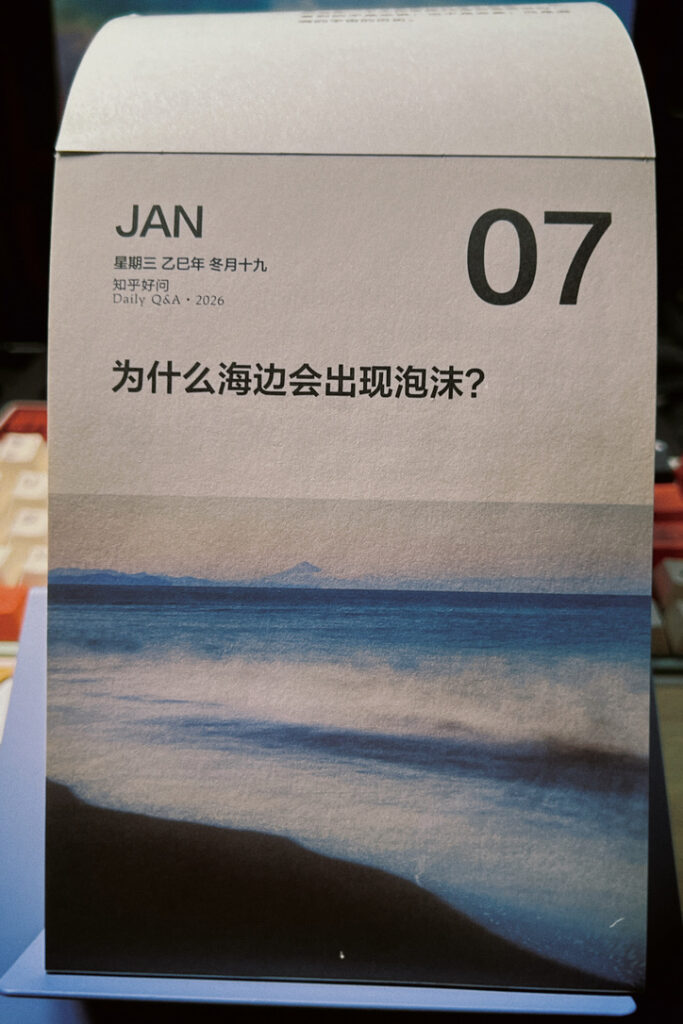 JAN
07
星期三 乙巳年 冬月十九
知乎好问
Daily Q&A • 2026
为什么海边会出现泡沫?